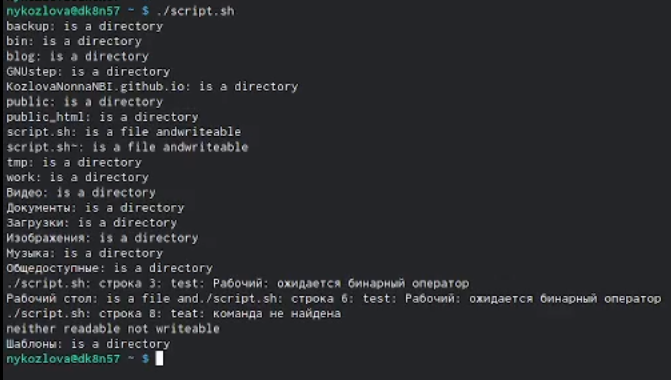 nykozlova@dk8n57 ~ $ ./script.sh
backup: is a directory
bin: is a directory
blog: is a directory
GNUstep: is a directory
KozlovaNonnaNBI.github.io: is a directory
public: is a directory
public_html: is a directory
script.sh: is a file andwriteable
script.sh~: is a file andwriteable
tmp: is a directory
work: is a directory
Видео: is a directory
Документы: is a directory
Загрузки: is a directory
Изображения: is a directory
Музыка: is a directory
Общедоступные: is a directory
./script.sh: строка 3: test: Рабочий: ожидается бинарный оператор
Рабочий стол: is a file and./script.sh: строка 6: test: Рабочий: ожидается бинарный оператор
./script.sh: строка 8: teat: команда не найдена
neither readable not writeable
Шаблоны: is a directory
nykozlova@dk8n57 ~ $